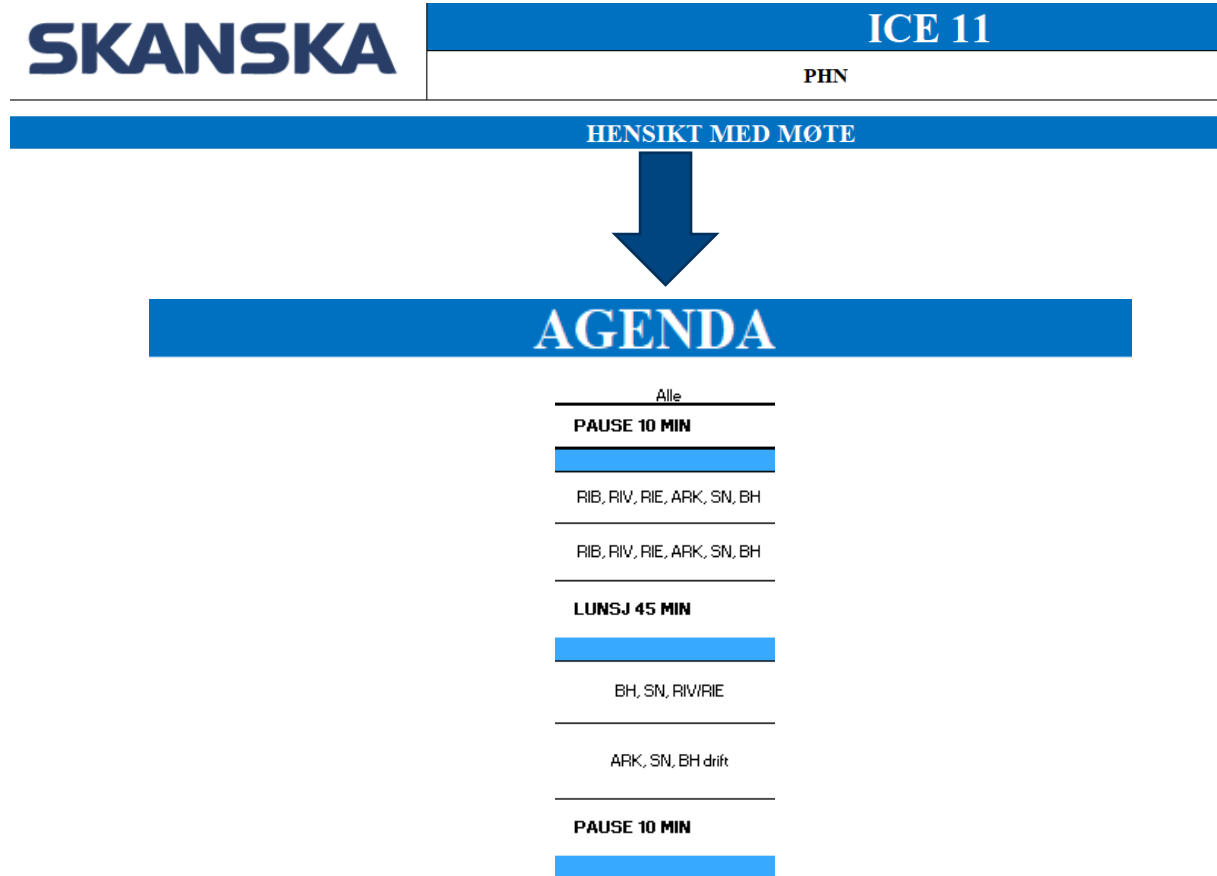 SKANSKA
ICE 11
PHN
HENSIKT MED MØTE
AGENDA
Alle
PAUSE 10 MIN
RIB, RIV, RIE, ARK, SN, BH
RIB, RIV, RIE, ARK, SN, BH
LUNSJ 45 MIN
BH, SN, RIV/RIE
ARK, SN, BH drift
PAUSE 10 MIN